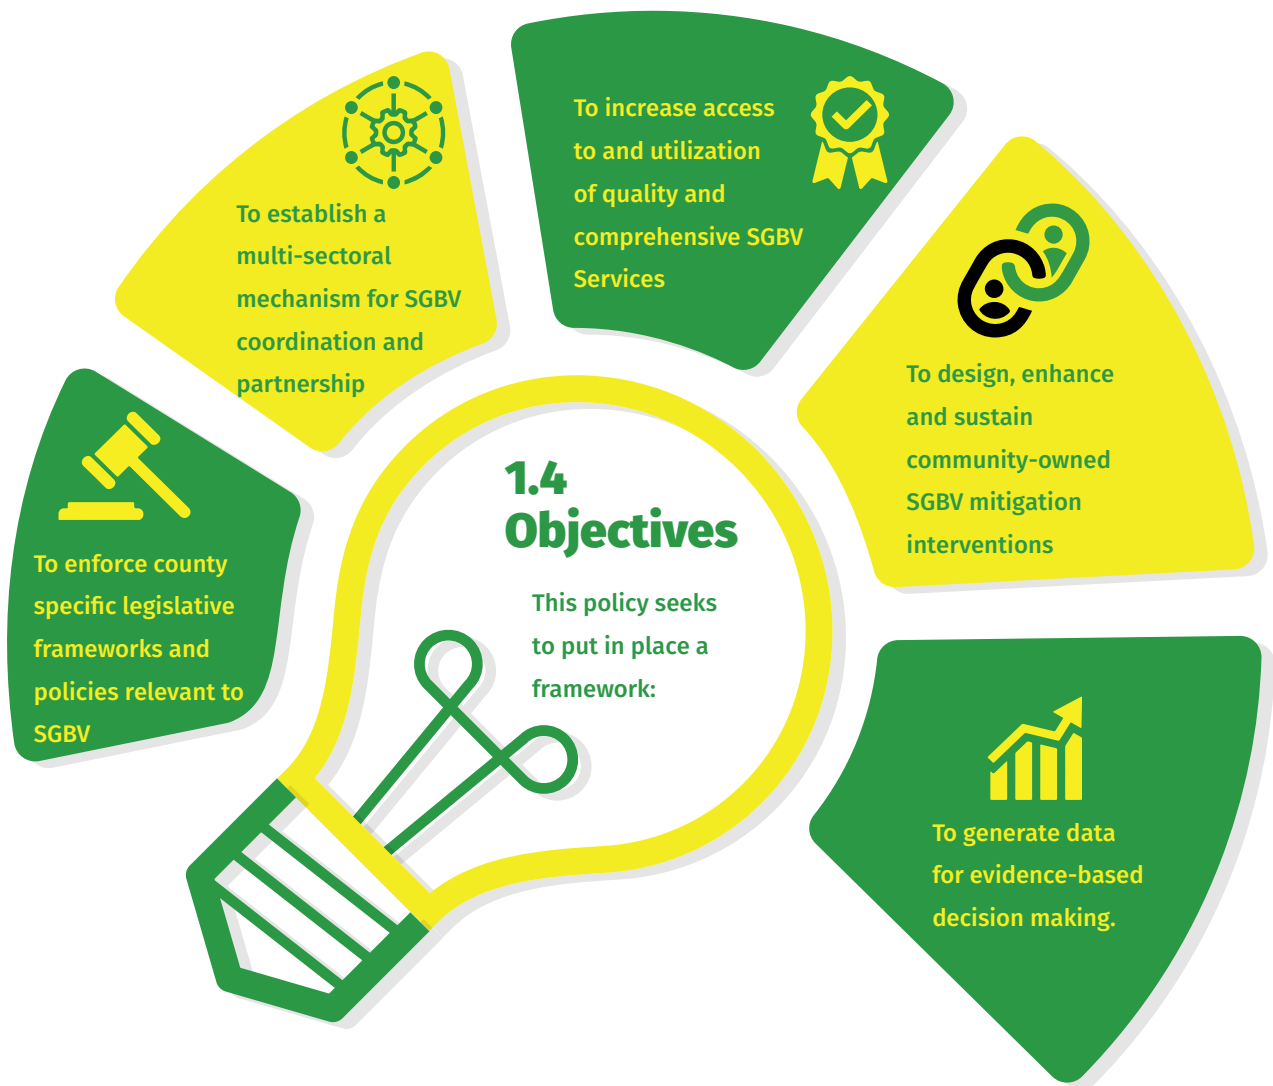 1.4
Objectives
This policy seeks
to put in place a
framework:
To enforce county
specific legislative
frameworks and
policies relevant to
SGBV
To establish a
multi-sectoral
mechanism for SGBV
coordination and
partnership
To increase access
to and utilization
of quality and
comprehensive SGBV
Services
To design, enhance
and sustain
community-owned
SGBV mitigation
interventions
To generate data
for evidence-based
decision making.